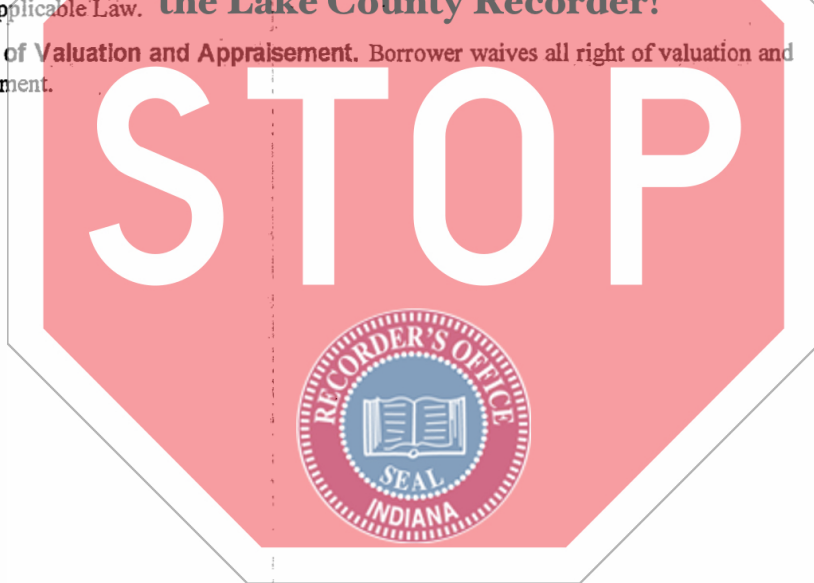 pplicable Law. the Lake County Recorder!
of Valuation and Appraisement. Borrower waives all right of valuation and
ment.
STOP
RECORDER'S OFFICE
SEAL
INDIANA